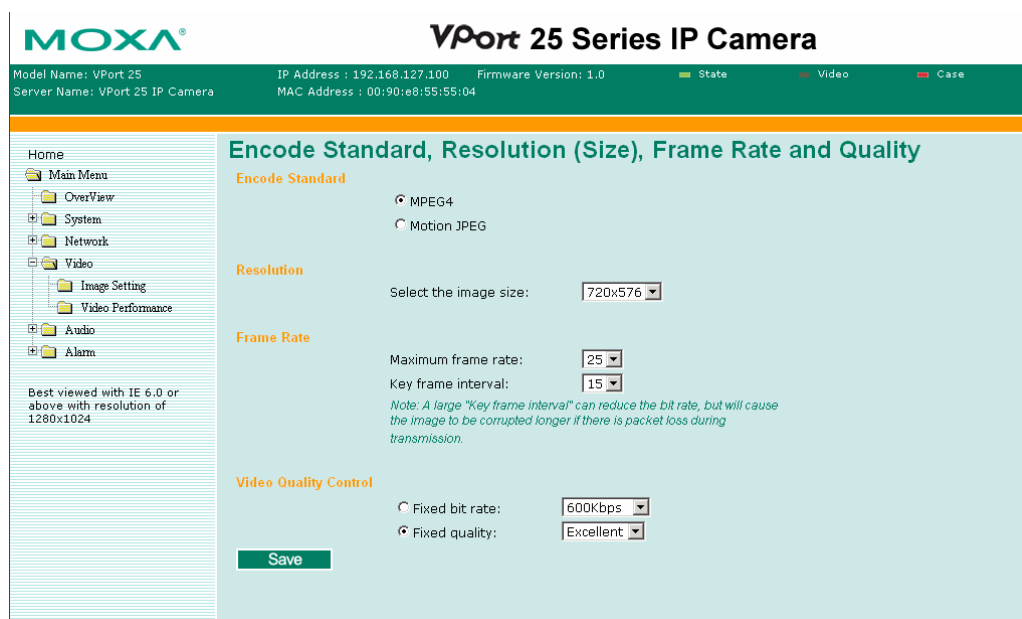 MOXA®
VPort 25 Series IP Camera
Model Name: VPort 25
IP Address : 192.168.127.100
Firmware Version: 1.0
State
Video
Case
Server Name: VPort 25 IP Camera
MAC Address : 00:90:e8:55:55:04
Home
Main Menu
OverView
System
Network
Video
Image Setting
Video Performance
Audio
Alarm
Best viewed with IE 6.0 or
above with resolution of
1280x1024
Encode Standard, Resolution (Size), Frame Rate and Quality
Encode Standard
MPEG4
Motion JPEG
Resolution
Select the image size: 720x576
Frame Rate
Maximum frame rate: 25
Key frame interval: 15
Note: A large "Key frame interval" can reduce the bit rate, but will cause
the image to be corrupted longer if there is packet loss during
transmission.
Video Quality Control
Fixed bit rate: 600Kbps
Fixed quality: Excellent
Save